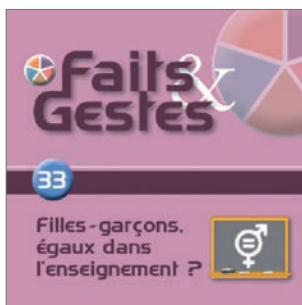 Faits &
Gestes
33
Filles-garçons,
égaux dans
l'enseignement ?